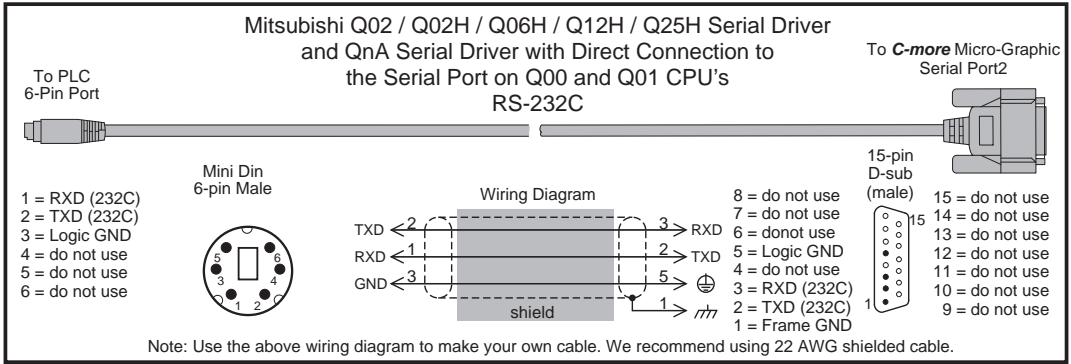 Mitsubishi Q02 / Q02H / Q06H / Q12H / Q25H Serial Driver
and QnA Serial Driver with Direct Connection to
the Serial Port on Q00 and Q01 CPU's
RS-232C
To PLC
6-Pin Port
To C-more Micro-Graphic
Serial Port2
1 = RXD (232C)
2 = TXD (232C)
3 = Logic GND
4 = do not use
5 = do not use
6 = do not use
Mini Din
6-pin Male
5
6
3
4
1
2
Wiring Diagram
TXD 2
3 RXD
RXD 1
2 TXD
GND 3
5
1
shield
8 = do not use
7 = do not use
6 = donot use
5 = Logic GND
4 = do not use
3 = RXD (232C)
2 = TXD (232C)
1 = Frame GND
15-pin
D-sub
(male)
15
1
15 = do not use
14 = do not use
13 = do not use
12 = do not use
11 = do not use
10 = do not use
9 = do not use
Note: Use the above wiring diagram to make your own cable. We recommend using 22 AWG shielded cable.